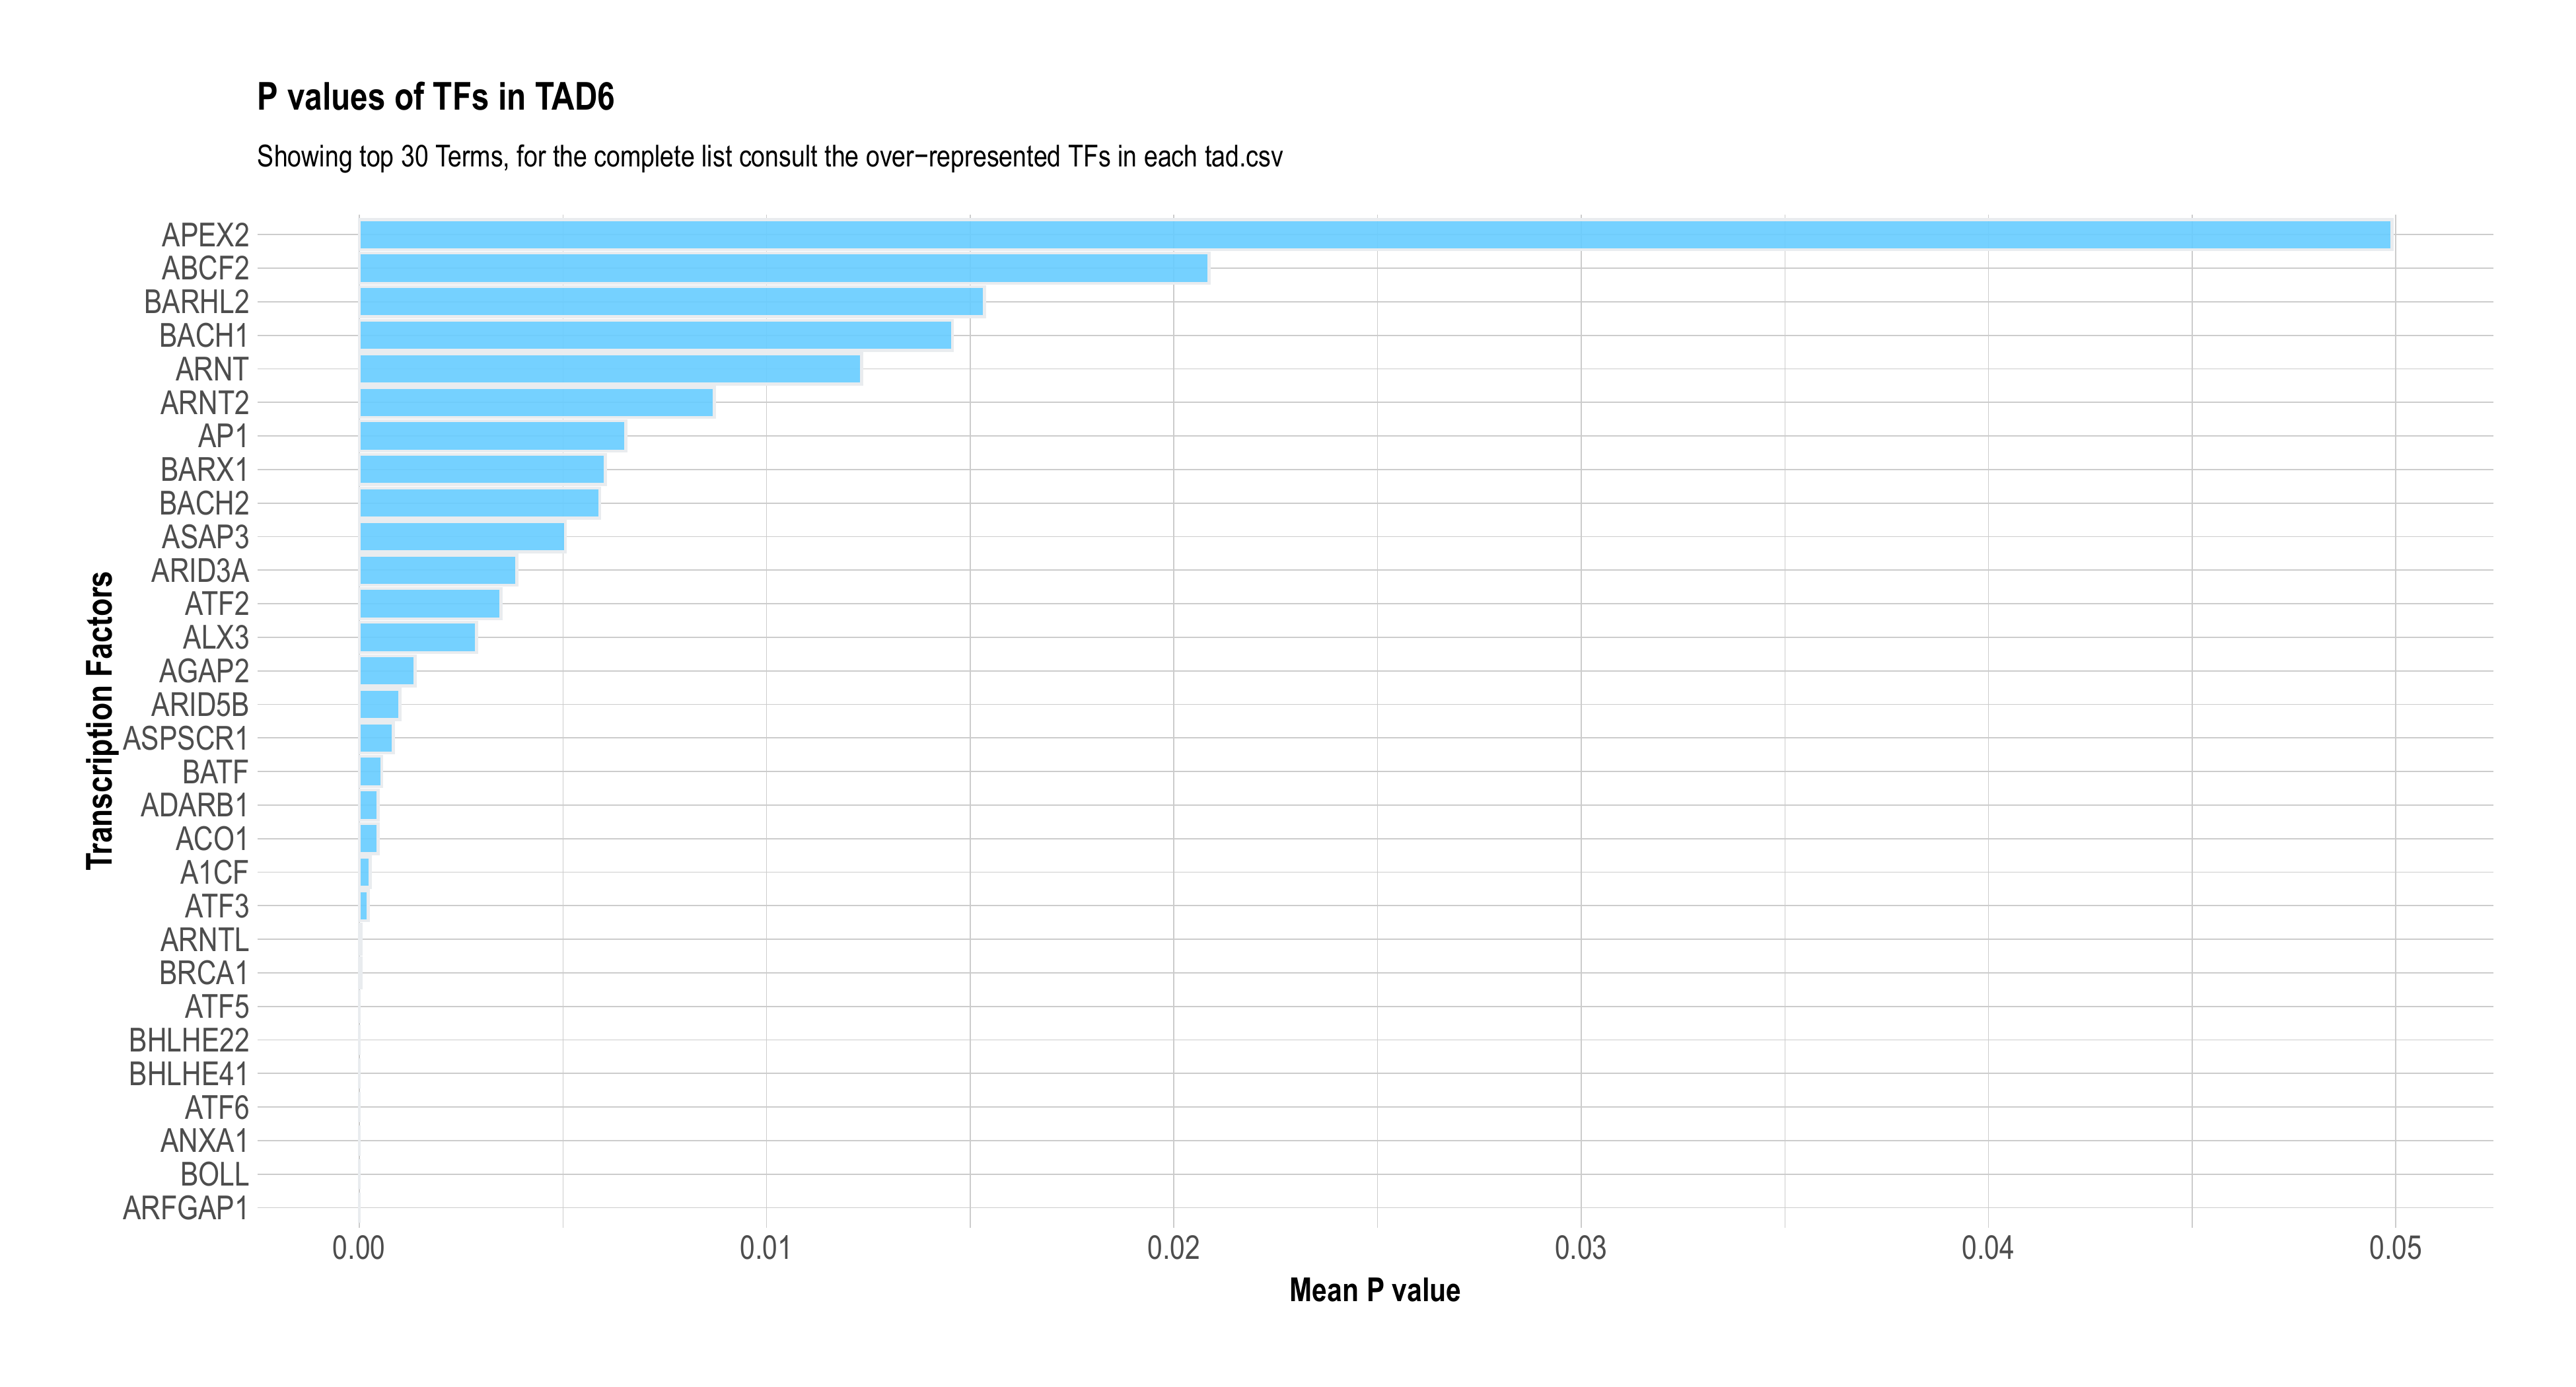 P values of TFs in TAD6
Showing top 30 Terms, for the complete list consult the over−represented TFs in each tad.csv
Transcription Factors
APEX2
ABCF2
BARHL2
BACH1
ARNT
ARNT2
AP1
BARX1
BACH2
ASAP3
ARID3A
ATF2
ALX3
AGAP2
ARID5B
ASPSCR1
BATF
ADARB1
ACO1
A1CF
ATF3
ARNTL
BRCA1
ATF5
BHLHE22
BHLHE41
ATF6
ANXA1
BOLL
ARFGAP1
0.00 0.01 0.02 0.03 0.04 0.05
Mean P value